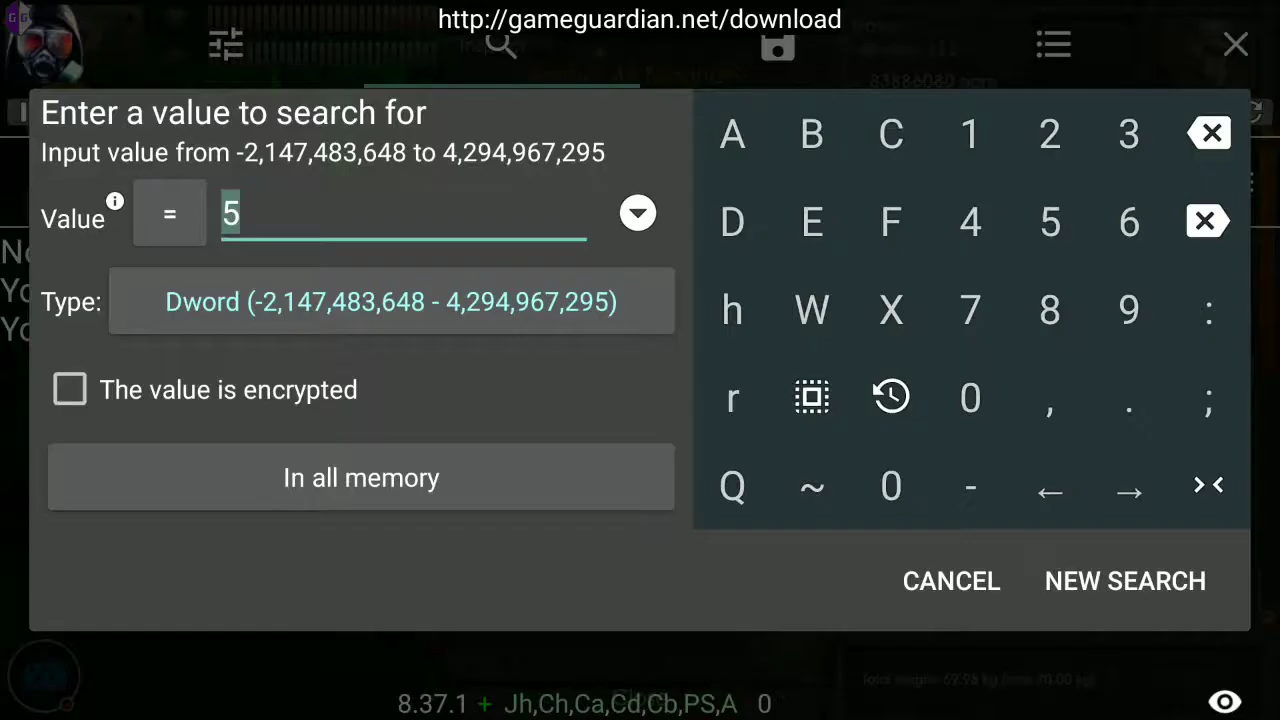 http://gameguardian.net/download
Enter a value to search for
Input value from -2,147,483,648 to 4,294,967,295
Value = 5
Type: Dword (-2,147,483,648 - 4,294,967,295)
The value is encrypted
In all memory
A B C 1 2 3
D E F 4 5 6
h W X 7 8 9 :
r 0 , . ;
Q ~ 0 - ← → ><
CANCEL NEW SEARCH
8.37.1 + Jh,Ch,Ca,Cd,Cb,PS,A 0